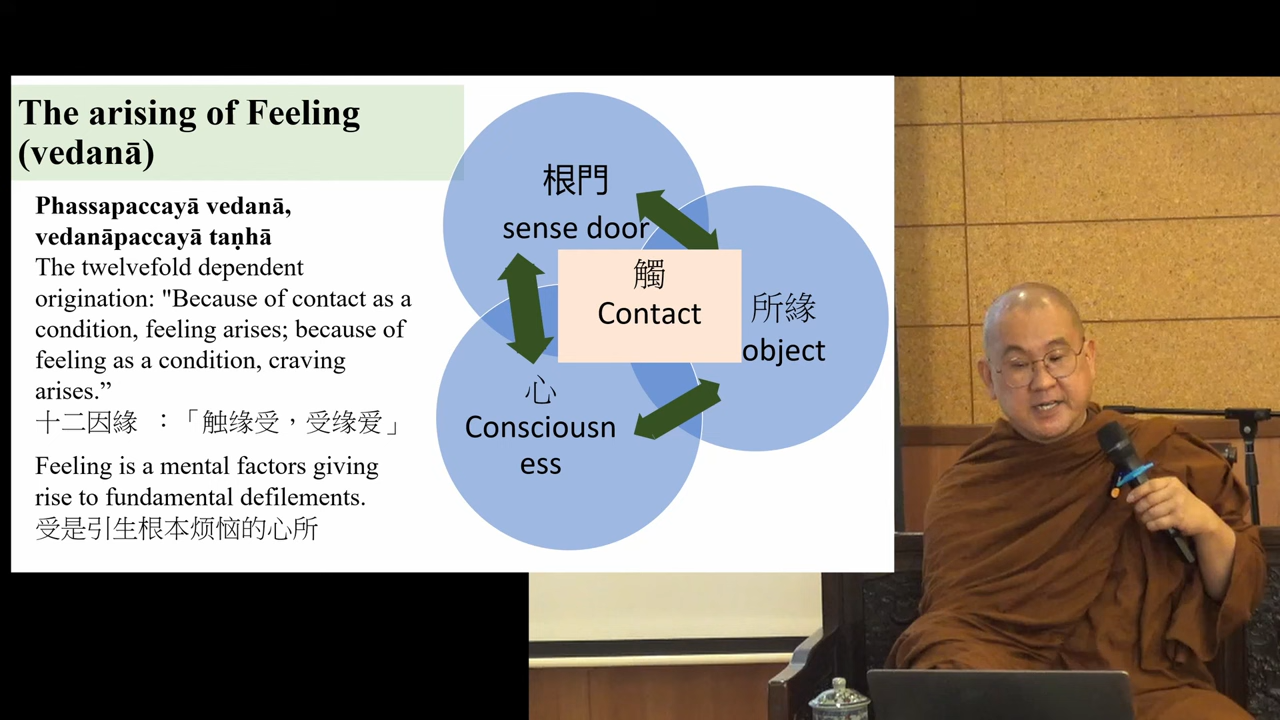 The arising of Feeling
(vedanā)
Phassapaccayā vedanā,
vedanāpaccayā taṇhā
The twelvefold dependent
origination: "Because of contact as a
condition, feeling arises; because of
feeling as a condition, craving
arises.”
十二因緣 ：「触缘受，受缘爱」
Feeling is a mental factors giving
rise to fundamental defilements.
受是引生根本烦恼的心所
根門
sense door
觸
Contact
所緣
object
心
Consciousn
ess